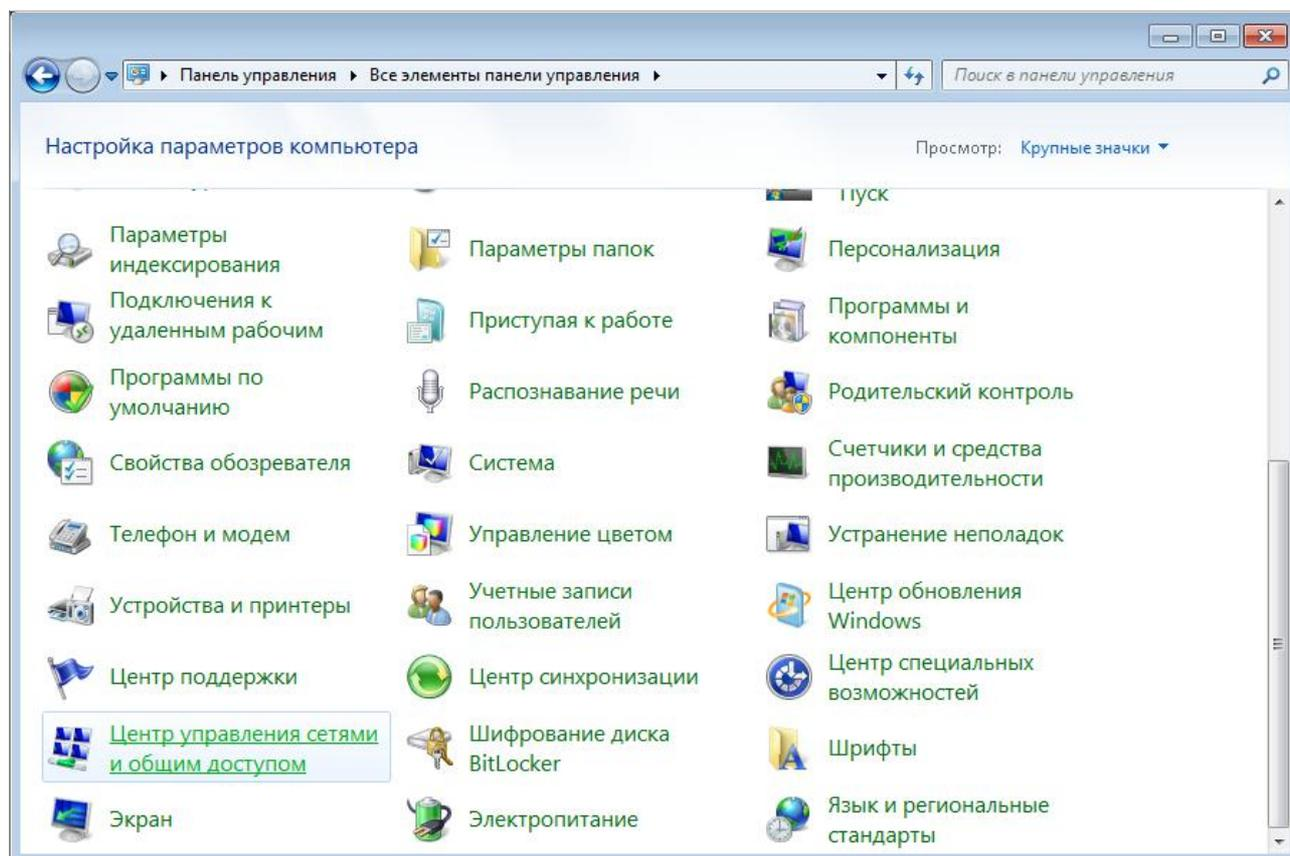 Панель управления Все элементы панели управления
Поиск в панели управления
Настройка параметров компьютера
Просмотр: Крупные значки
Пуск
Параметры
индексирования
Параметры папок
Персонализация
Подключения к
удаленным рабочим
Приступая к работе
Программы и
компоненты
Программы по
умолчанию
Распознавание речи
Родительский контроль
Свойства обозревателя
Система
Счетчики и средства
производительности
Телефон и модем
Управление цветом
Устранение неполадок
Устройства и принтеры
Учетные записи
пользователей
Центр обновления
Windows
Центр поддержки
Центр синхронизации
Центр специальных
возможностей
Центр управления сетями
и общим доступом
Шифрование диска
BitLocker
Шрифты
Экран
Электропитание
Язык и региональные
стандарты